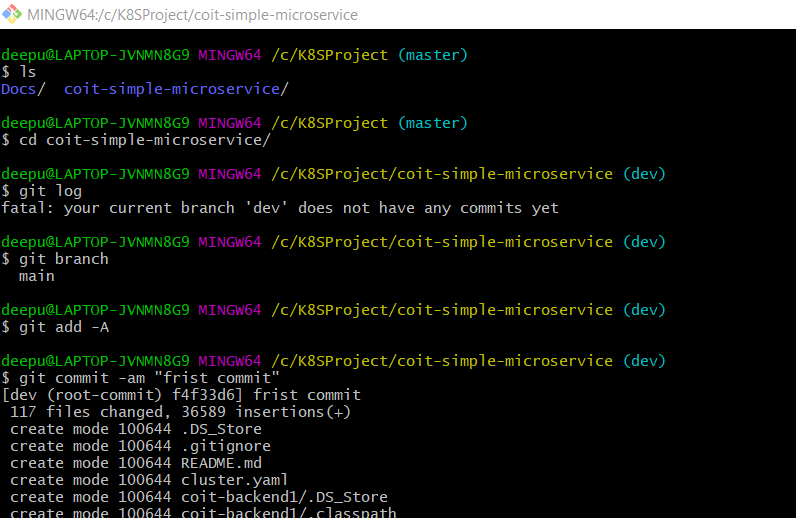 MINGW64:/c/K8SProject/coit-simple-microservice
deepu@LAPTOP-JVNMN8G9 MINGW64 /c/K8SProject (master)
$ ls
Docs/  coit-simple-microservice/
deepu@LAPTOP-JVNMN8G9 MINGW64 /c/K8SProject (master)
$ cd coit-simple-microservice/
deepu@LAPTOP-JVNMN8G9 MINGW64 /c/K8SProject/coit-simple-microservice (dev)
$ git log
fatal: your current branch 'dev' does not have any commits yet
deepu@LAPTOP-JVNMN8G9 MINGW64 /c/K8SProject/coit-simple-microservice (dev)
$ git branch
  main
deepu@LAPTOP-JVNMN8G9 MINGW64 /c/K8SProject/coit-simple-microservice (dev)
$ git add -A
deepu@LAPTOP-JVNMN8G9 MINGW64 /c/K8SProject/coit-simple-microservice (dev)
$ git commit -am "frist commit"
[dev (root-commit) f4f33d6] frist commit
 117 files changed, 36589 insertions(+)
 create mode 100644 .DS_Store
 create mode 100644 .gitignore
 create mode 100644 README.md
 create mode 100644 cluster.yaml
 create mode 100644 coit-backend1/.DS_Store
 create mode 100644 coit-backend1/.classpath